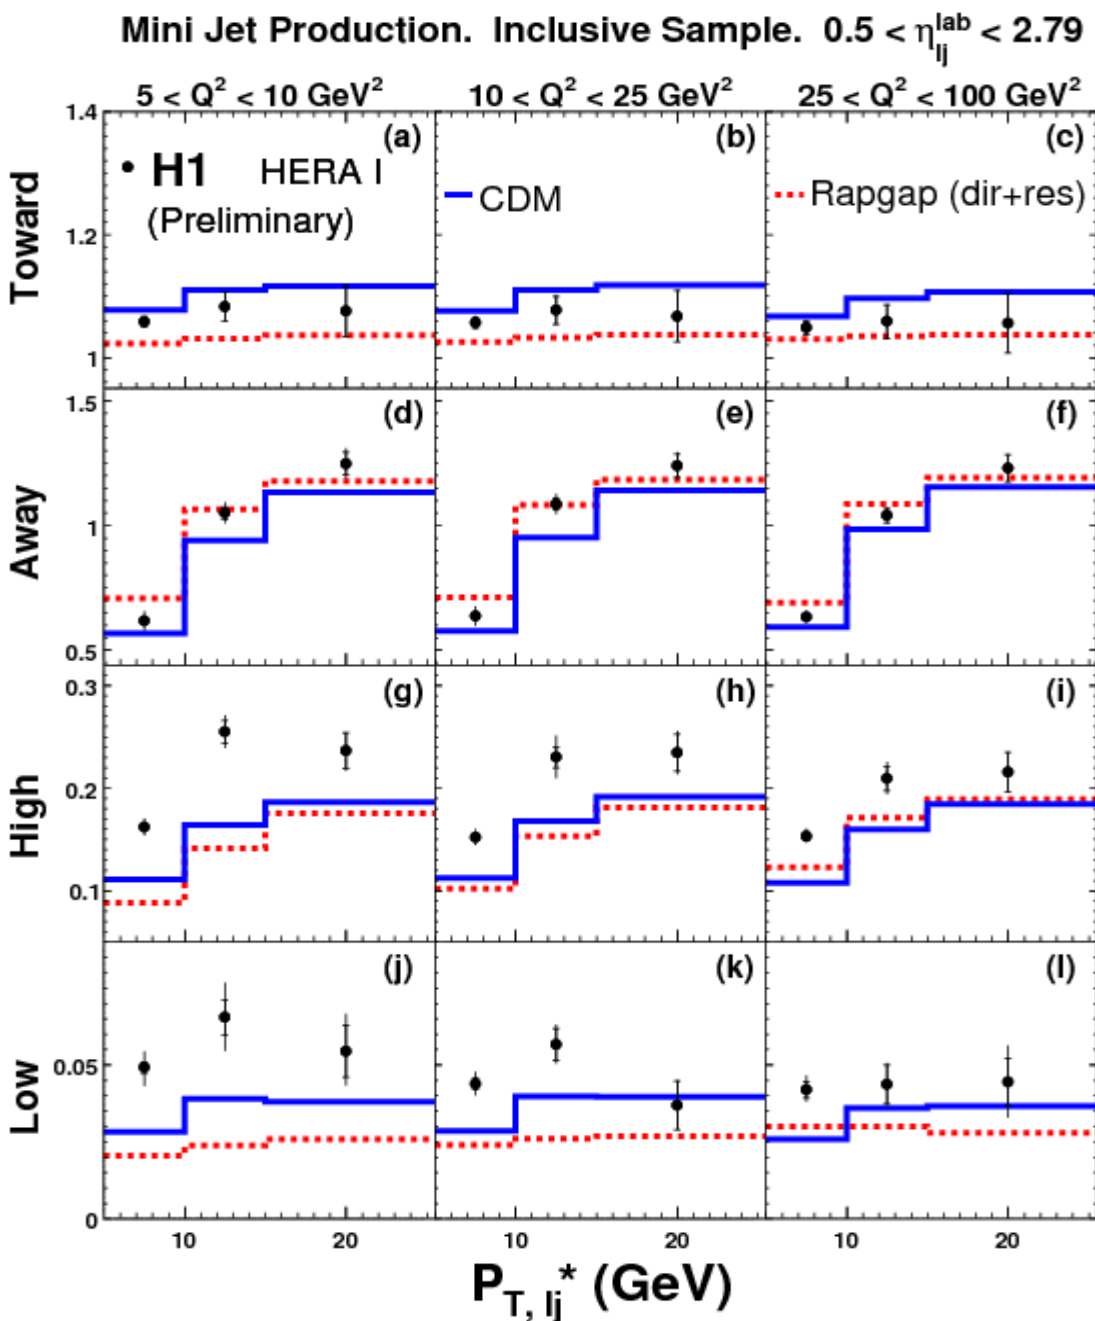 Mini Jet Production. Inclusive Sample. 0.5 < η_lj^lab < 2.79
5 < Q² < 10 GeV² 10 < Q² < 25 GeV² 25 < Q² < 100 GeV²
Toward
1.4
1.2
1
(a)
H1 HERA I
(Preliminary)
(b)
CDM
(c)
Rapgap (dir+res)
Away
1.5
1
0.5
(d)
(e)
(f)
High
0.3
0.2
0.1
(g)
(h)
(i)
Low
0.05
0
(j)
(k)
(l)
10 20 10 20 10 20
P_T, lj* (GeV)